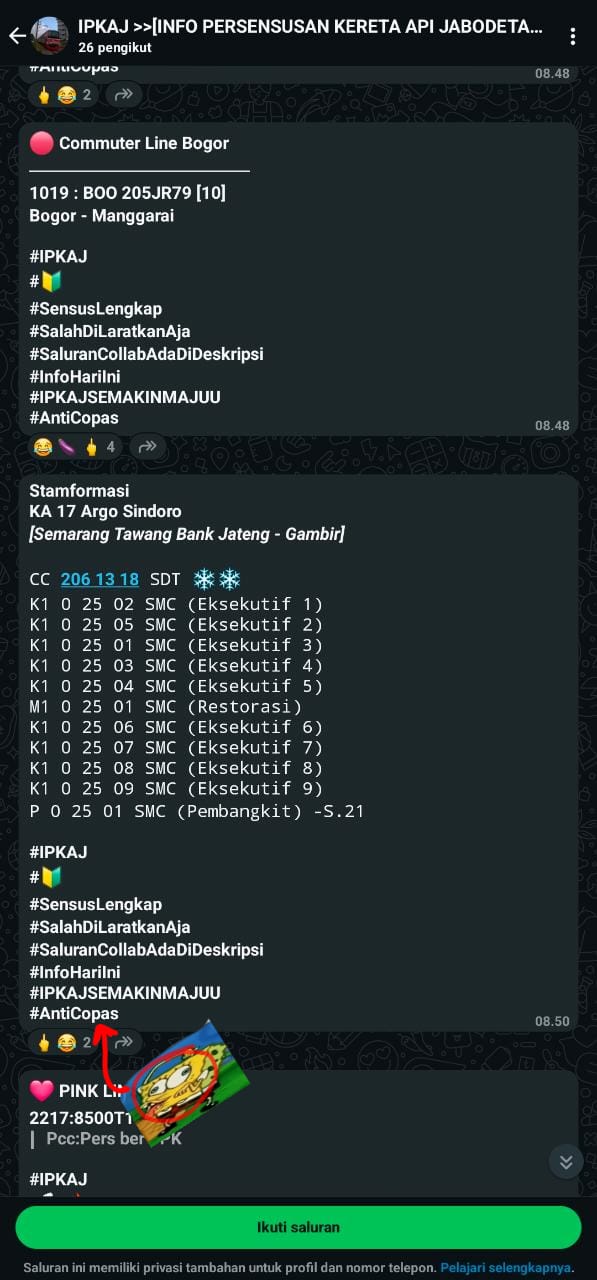 IPKAJ >>[INFO PERSENSUSAN KERETA API JABODETA...
26 pengikut
#AntiCopas
08.48
2
Commuter Line Bogor
1019 : BOO 205JR79 [10]
Bogor - Manggarai
#IPKAJ
#🔰
#SensusLengkap
#SalahDiLaratkanAja
#SaluranCollabAdaDiDeskripsi
#InfoHariIni
#IPKAJSEMAKINMAJUU
#AntiCopas
08.48
4
Stamformasi
KA 17 Argo Sindoro
[Semarang Tawang Bank Jateng - Gambir]
CC 206 13 18 SDT ❄️❄️
K1 0 25 02 SMC (Eksekutif 1)
K1 0 25 05 SMC (Eksekutif 2)
K1 0 25 01 SMC (Eksekutif 3)
K1 0 25 03 SMC (Eksekutif 4)
K1 0 25 04 SMC (Eksekutif 5)
M1 0 25 01 SMC (Restorasi)
K1 0 25 06 SMC (Eksekutif 6)
K1 0 25 07 SMC (Eksekutif 7)
K1 0 25 08 SMC (Eksekutif 8)
K1 0 25 09 SMC (Eksekutif 9)
P 0 25 01 SMC (Pembangkit) -S.21
#IPKAJ
#🔰
#SensusLengkap
#SalahDiLaratkanAja
#SaluranCollabAdaDiDeskripsi
#InfoHariIni
#IPKAJSEMAKINMAJUU
#AntiCopas
08.50
2
PINK
2217:8500T1
Pcc:Pers
#IPKAJ
Ikuti saluran
Saluran ini memiliki privasi tambahan untuk profil dan nomor telepon. Pelajari selengkapnya.